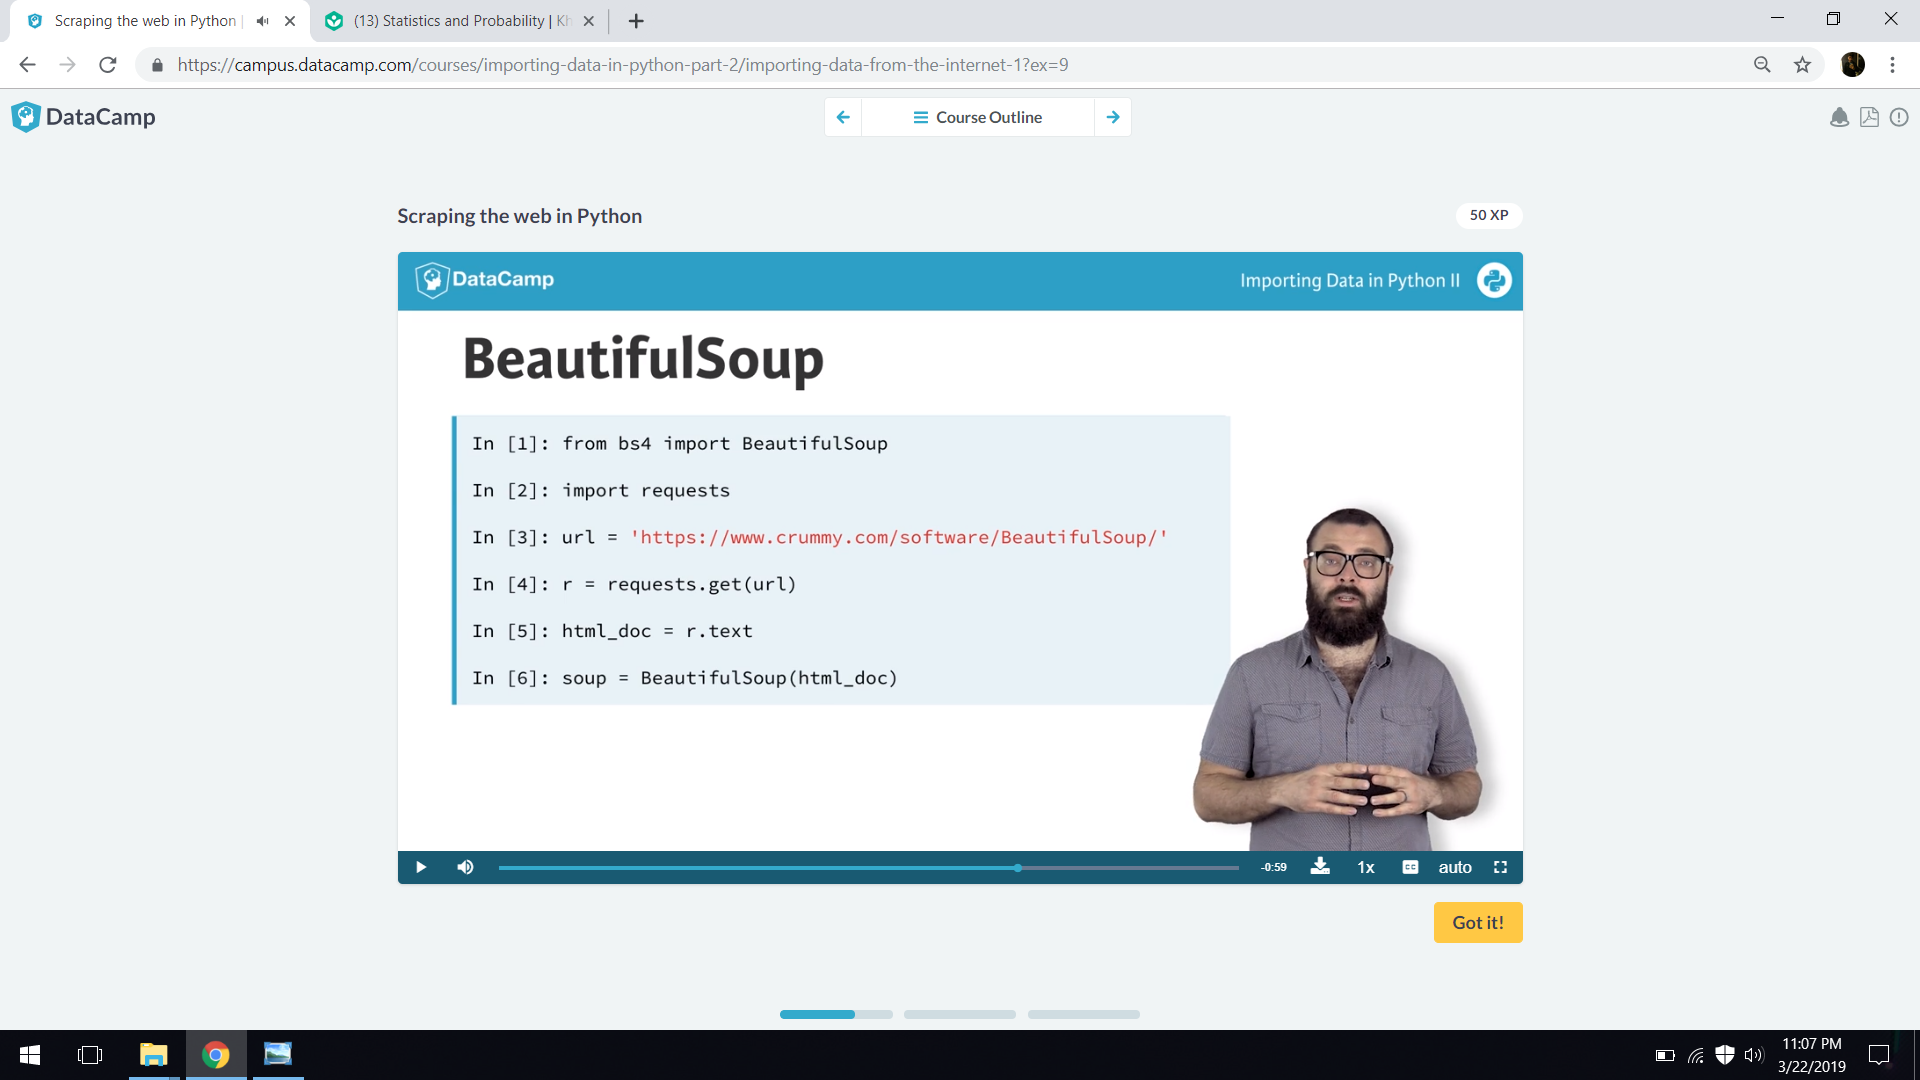 Scraping the web in Python |
(13) Statistics and Probability | Kh
https://campus.datacamp.com/courses/importing-data-in-python-part-2/importing-data-from-the-internet-1?ex=9
DataCamp
Course Outline
Scraping the web in Python
50 XP
DataCamp
Importing Data in Python II
BeautifulSoup
In [1]: from bs4 import BeautifulSoup
In [2]: import requests
In [3]: url = 'https://www.crummy.com/software/BeautifulSoup/'
In [4]: r = requests.get(url)
In [5]: html_doc = r.text
In [6]: soup = BeautifulSoup(html_doc)
-0:59
1x
CC
auto
Got it!
11:07 PM
3/22/2019